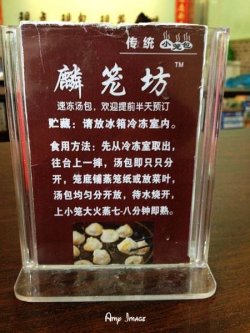 传统 小笼包
麟笼坊 TM
速冻汤包，欢迎提前半天预订
贮藏：请放冰箱冷冻室内。
食用方法：先从冷冻室取出，
往台上一摔，汤包即只只分
开，笼底铺蒸笼纸或放菜叶，
汤包均匀分开放，待水烧开，
上小笼大火蒸七-八分钟即熟。
Amp Image